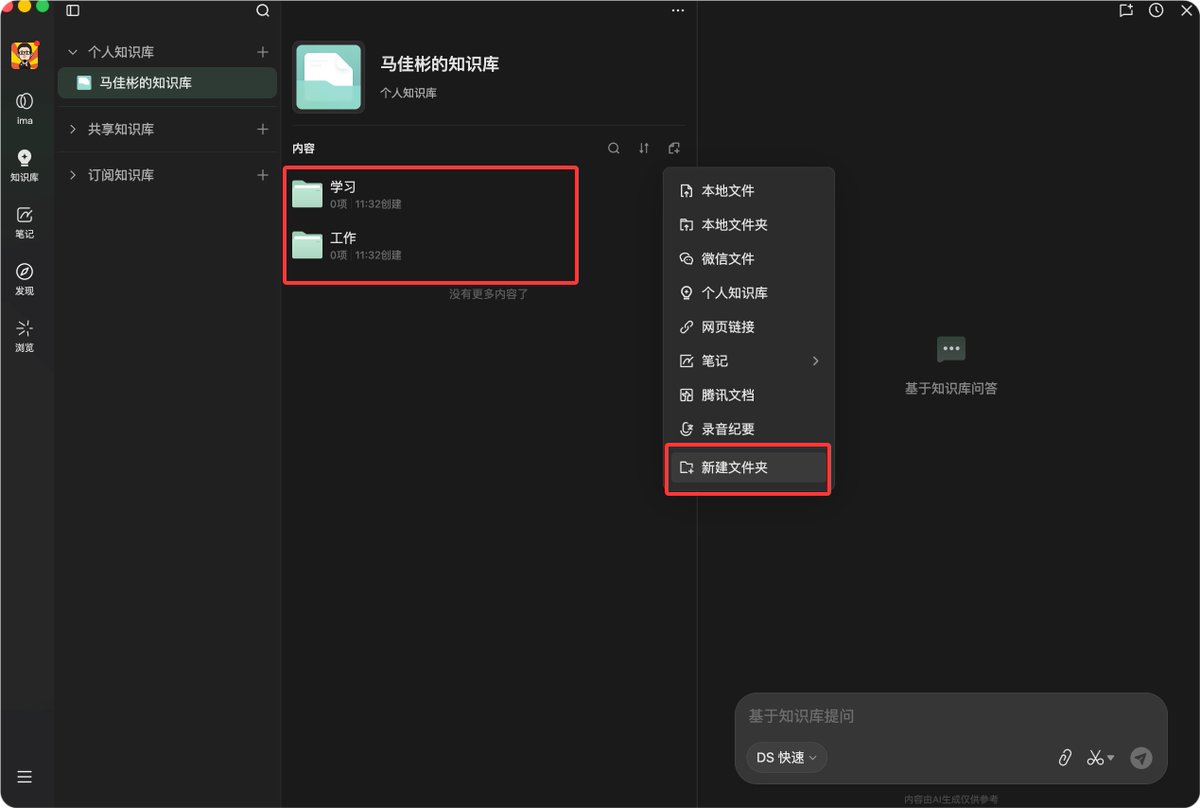 个人知识库
马佳彬的知识库
共享知识库
订阅知识库
ima
知识库
笔记
发现
浏览
马佳彬的知识库
个人知识库
内容
学习
0项 11:32创建
工作
0项 11:32创建
没有更多内容了
本地文件
本地文件夹
微信文件
个人知识库
网页链接
笔记
腾讯文档
录音纪要
新建文件夹
基于知识库问答
基于知识库提问
DS 快速
内容由AI生成仅供参考